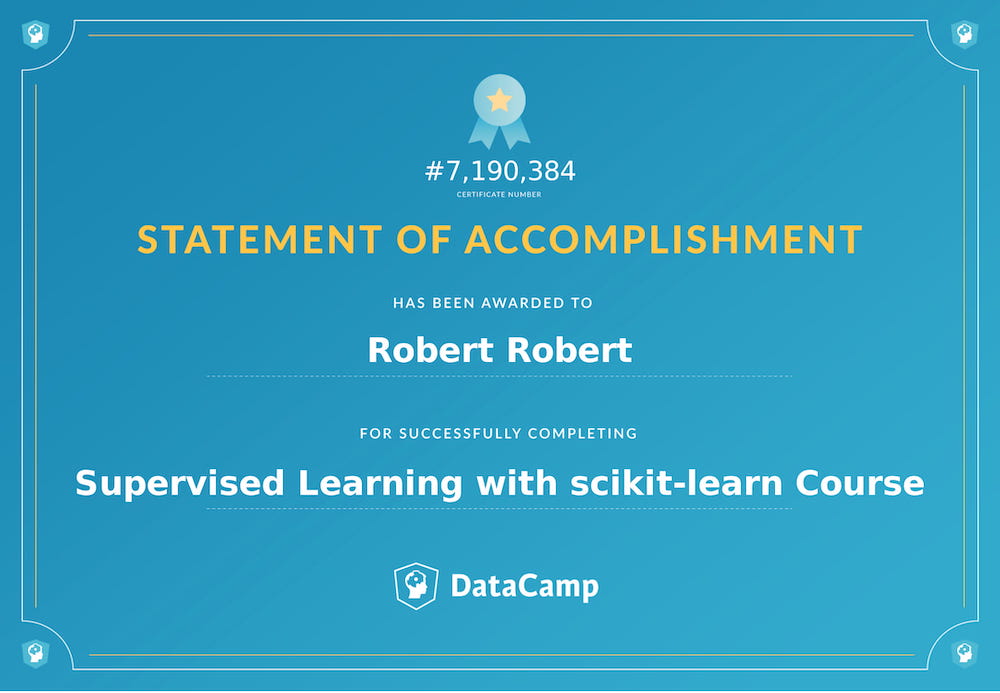 #7,190,384
CERTIFICATE NUMBER
STATEMENT OF ACCOMPLISHMENT
HAS BEEN AWARDED TO
Robert Robert
FOR SUCCESSFULLY COMPLETING
Supervised Learning with scikit-learn Course
DataCamp